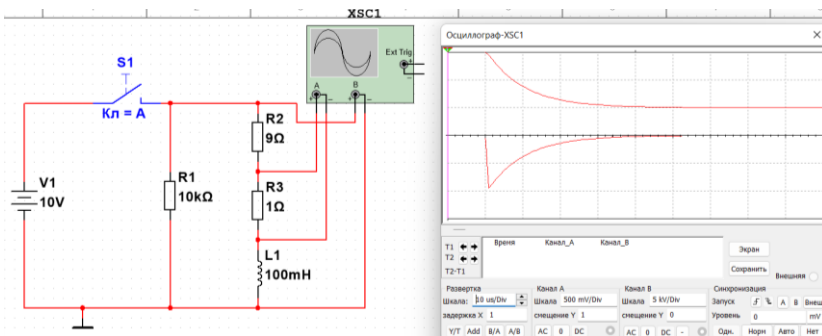 XSC1
Ext Trig
A
B
S1
Кл = A
R2
9Ω
R1
10kΩ
R3
1Ω
V1
10V
L1
100mH
Осциллограф-XSC1
T1
T2
T2-T1
Время
Канал_A
Канал_B
Экран
Сохранить
Внешняя
Развертка
Шкала: 10 us/Div
задержка X 1
Y/T Add B/A A/B
Канал A
Шкала 500 mV/Div
смещение Y 1
AC 0 DC
Канал B
Шкала 5 kV/Div
смещение Y 0
AC 0 DC -
Синхронизация
Запуск A B Внеш
Уровень 0 mV
Одн. Норм Авто Нет